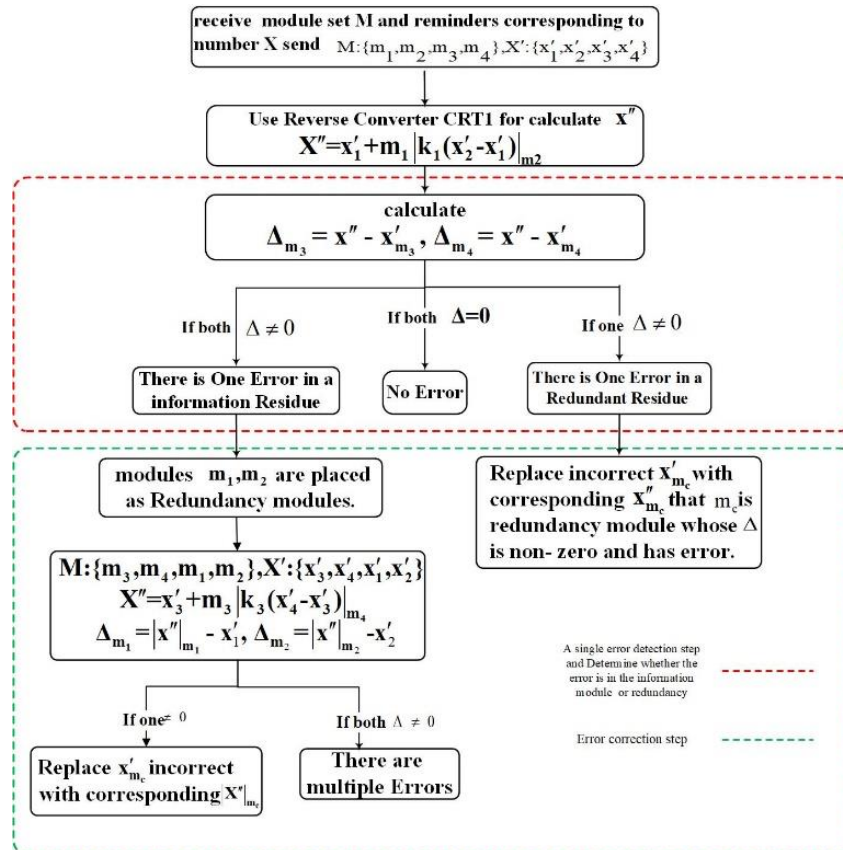 receive module set M and reminders corresponding to
number X send M:{m₁,m₂,m₃,m₄},X′:{x′₁,x′₂,x′₃,x′₄}
Use Reverse Converter CRT1 for calculate x″
X″=x′₁+m₁|k₁(x′₂-x′₁)|ₘ₂
calculate
Δₘ₃ = x″ - x′ₘ₃ , Δₘ₄ = x″ - x′ₘ₄
If both Δ ≠ 0
If both Δ=0
If one Δ ≠ 0
There is One Error in a
information Residue
No Error
There is One Error in a
Redundant Residue
modules m₁,m₂ are placed
as Redundancy modules.
Replace incorrect x′_{m_c} with
corresponding x″_{m_c} that m_c is
redundancy module whose Δ
is non- zero and has error.
M:{m₃,m₄,m₁,m₂},X′:{x′₃,x′₄,x′₁,x′₂}
X″=x′₃+m₃|k₃(x′₄-x′₃)|ₘ₄
Δₘ₁=|x″|ₘ₁ - x′₁, Δₘ₂=|x″|ₘ₂ -x′₂
A single error detection step
and Determine whether the
error is in the information
module or redundancy
Error correction step
If one≠ 0
If both Λ ≠ 0
Replace x′_{m_c} incorrect
with corresponding|X″|_{m_c}
There are
multiple Errors